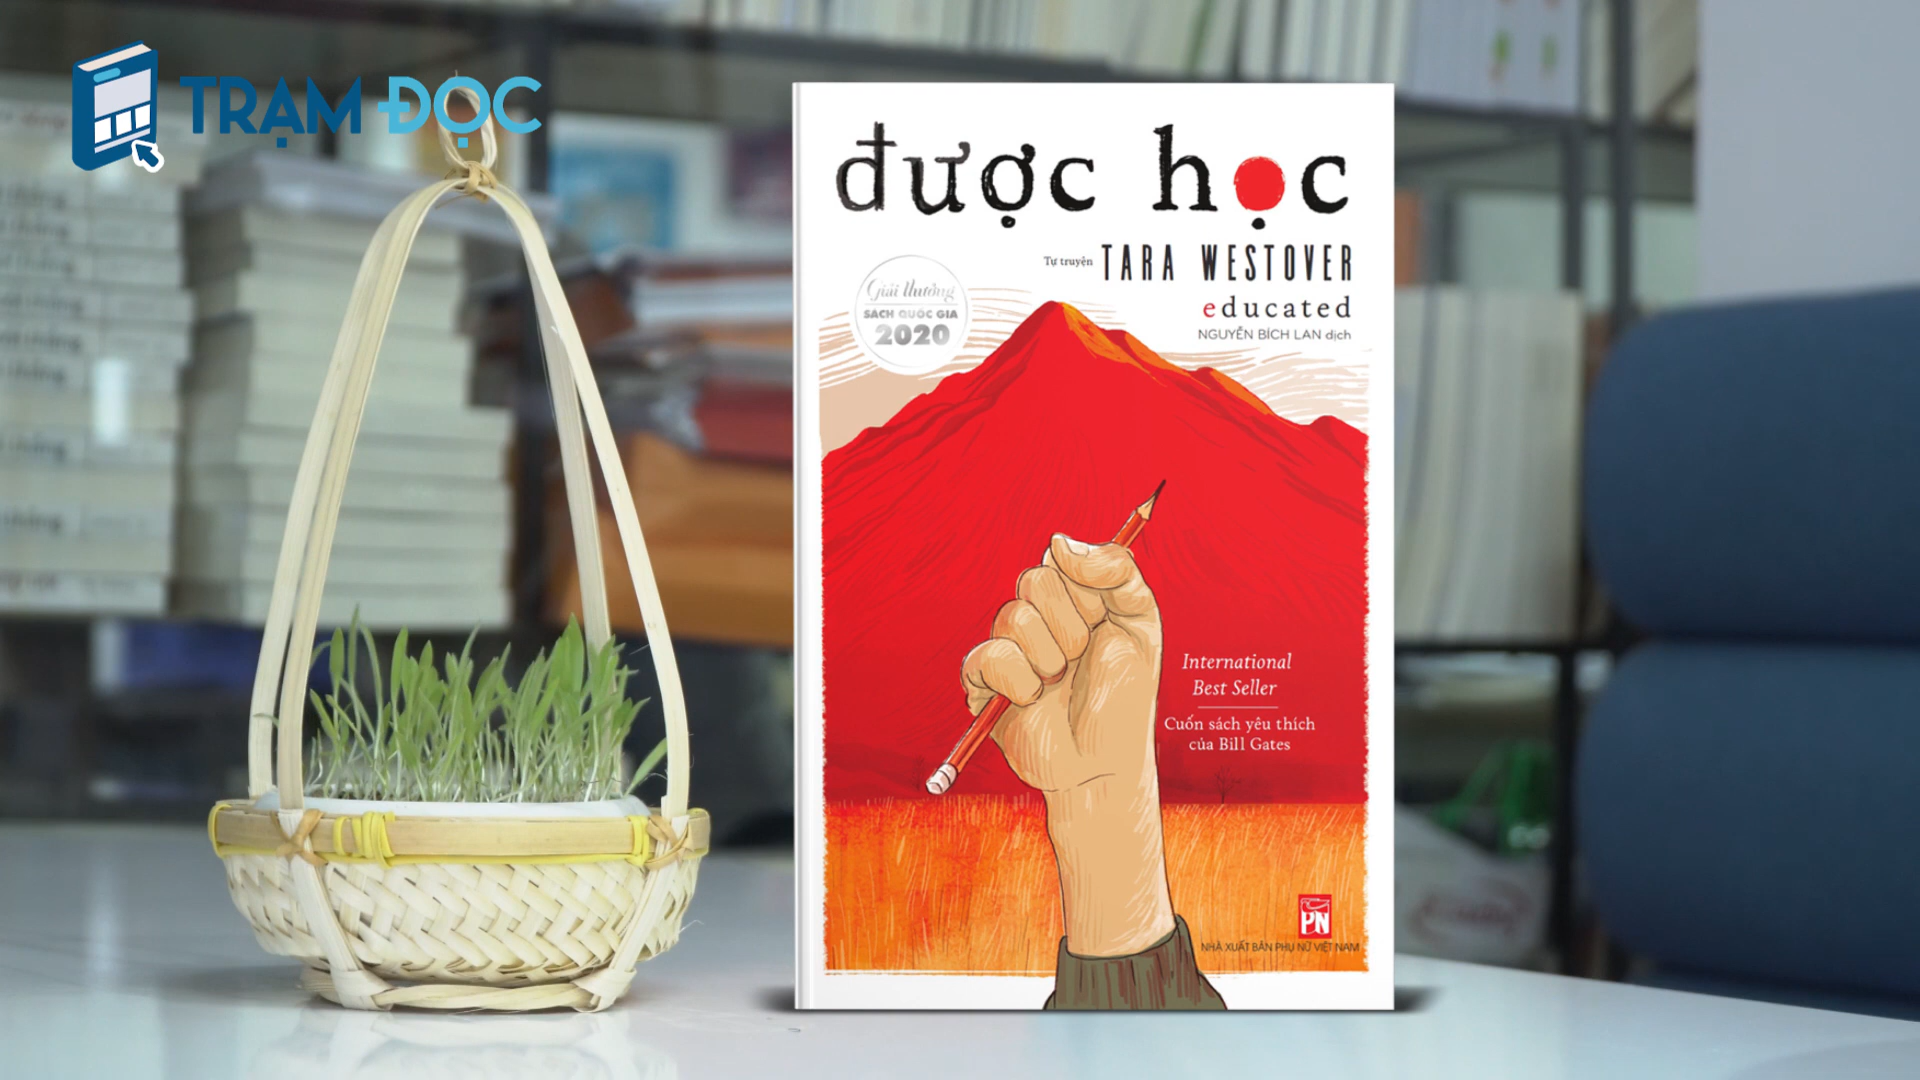 TRẠM ĐỌC
được học
Tự truyện TARA WESTOVER
educated
NGUYỄN BÍCH LAN dịch
Giải thưởng
SÁCH QUỐC GIA
2020
International
Best Seller
Cuốn sách yêu thích
của Bill Gates
PN
NHÀ XUẤT BẢN PHỤ NỮ VIỆT NAM